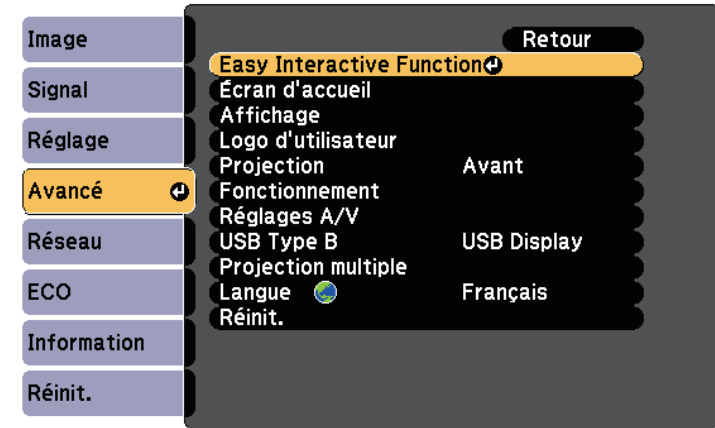 Image
Signal
Réglage
Avancé
Réseau
ECO
Information
Réinit.
Retour
Easy Interactive Function
Écran d'accueil
Affichage
Logo d'utilisateur
Projection Avant
Fonctionnement
Réglages A/V
USB Type B USB Display
Projection multiple
Langue Français
Réinit.